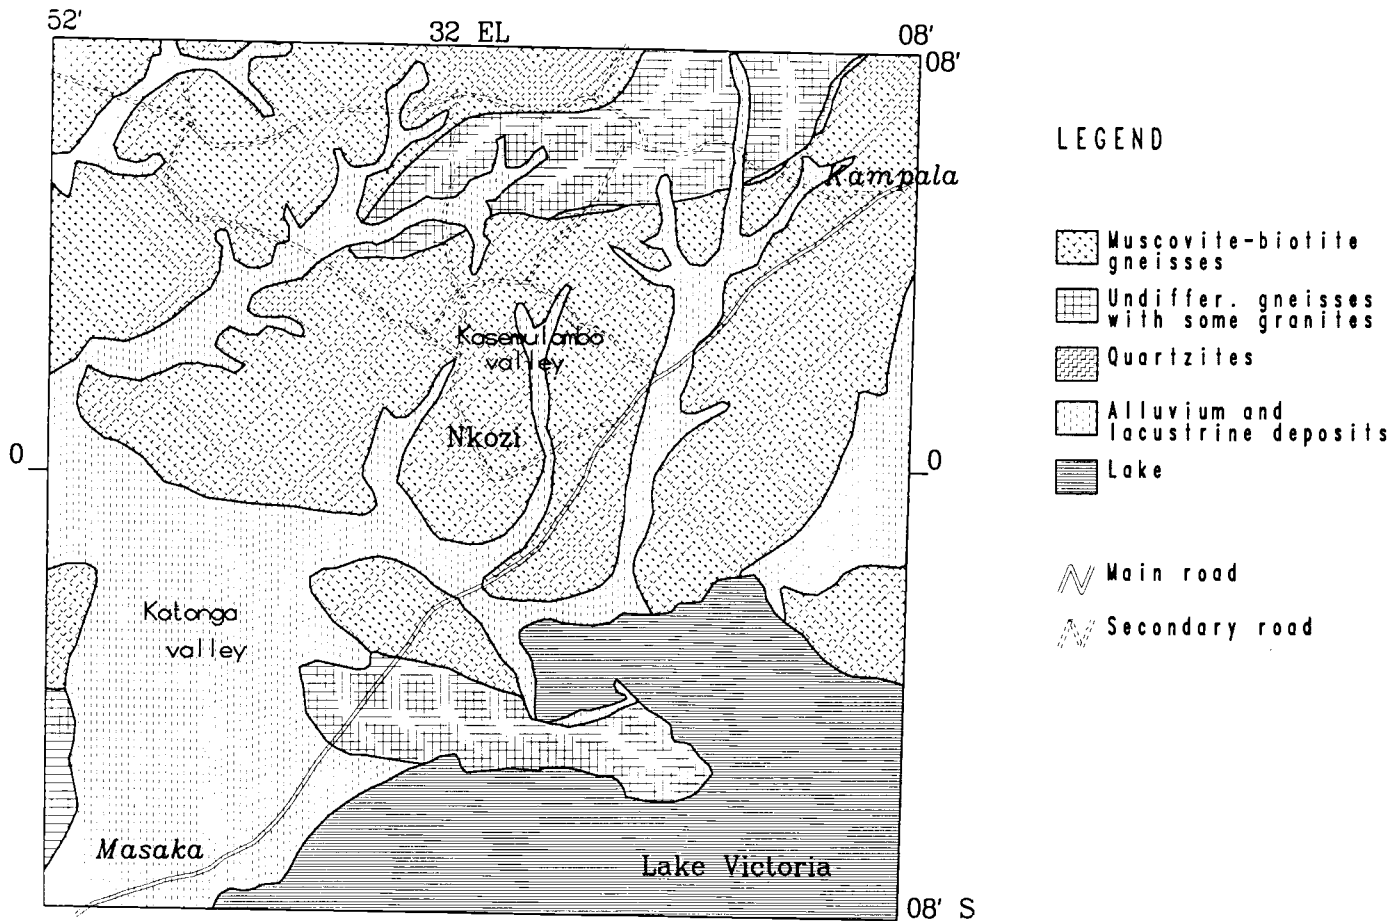 52'
32 EL
08'
08'
Kampala
Kasemulambo
valley
Nkozi
0
0
Katonga
valley
Masaka
Lake Victoria
08' S
LEGEND
Muscovite-biotite
gneisses
Undiffer. gneisses
with some granites
Quartzites
Alluvium and
lacustrine deposits
Lake
Main road
Secondary road